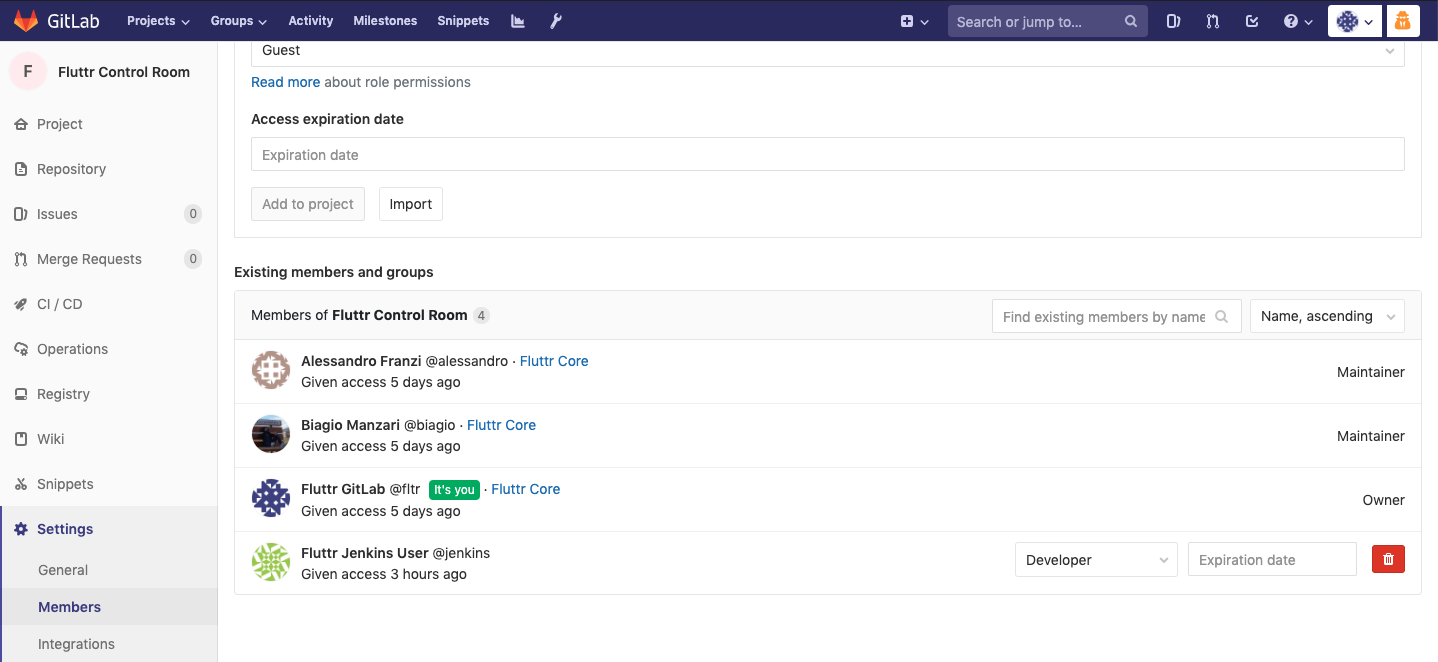 GitLab Projects Groups Activity Milestones Snippets Search or jump to...
F Fluttr Control Room
Project
Repository
Issues 0
Merge Requests 0
CI / CD
Operations
Registry
Wiki
Snippets
Settings
General
Members
Integrations
Guest
Read more about role permissions
Access expiration date
Expiration date
Add to project Import
Existing members and groups
Members of Fluttr Control Room 4 Find existing members by name Name, ascending
Alessandro Franzi @alessandro · Fluttr Core
Given access 5 days ago
Maintainer
Biagio Manzari @biagio · Fluttr Core
Given access 5 days ago
Maintainer
Fluttr GitLab @fltr It's you · Fluttr Core
Given access 5 days ago
Owner
Fluttr Jenkins User @jenkins
Given access 3 hours ago
Developer Expiration date